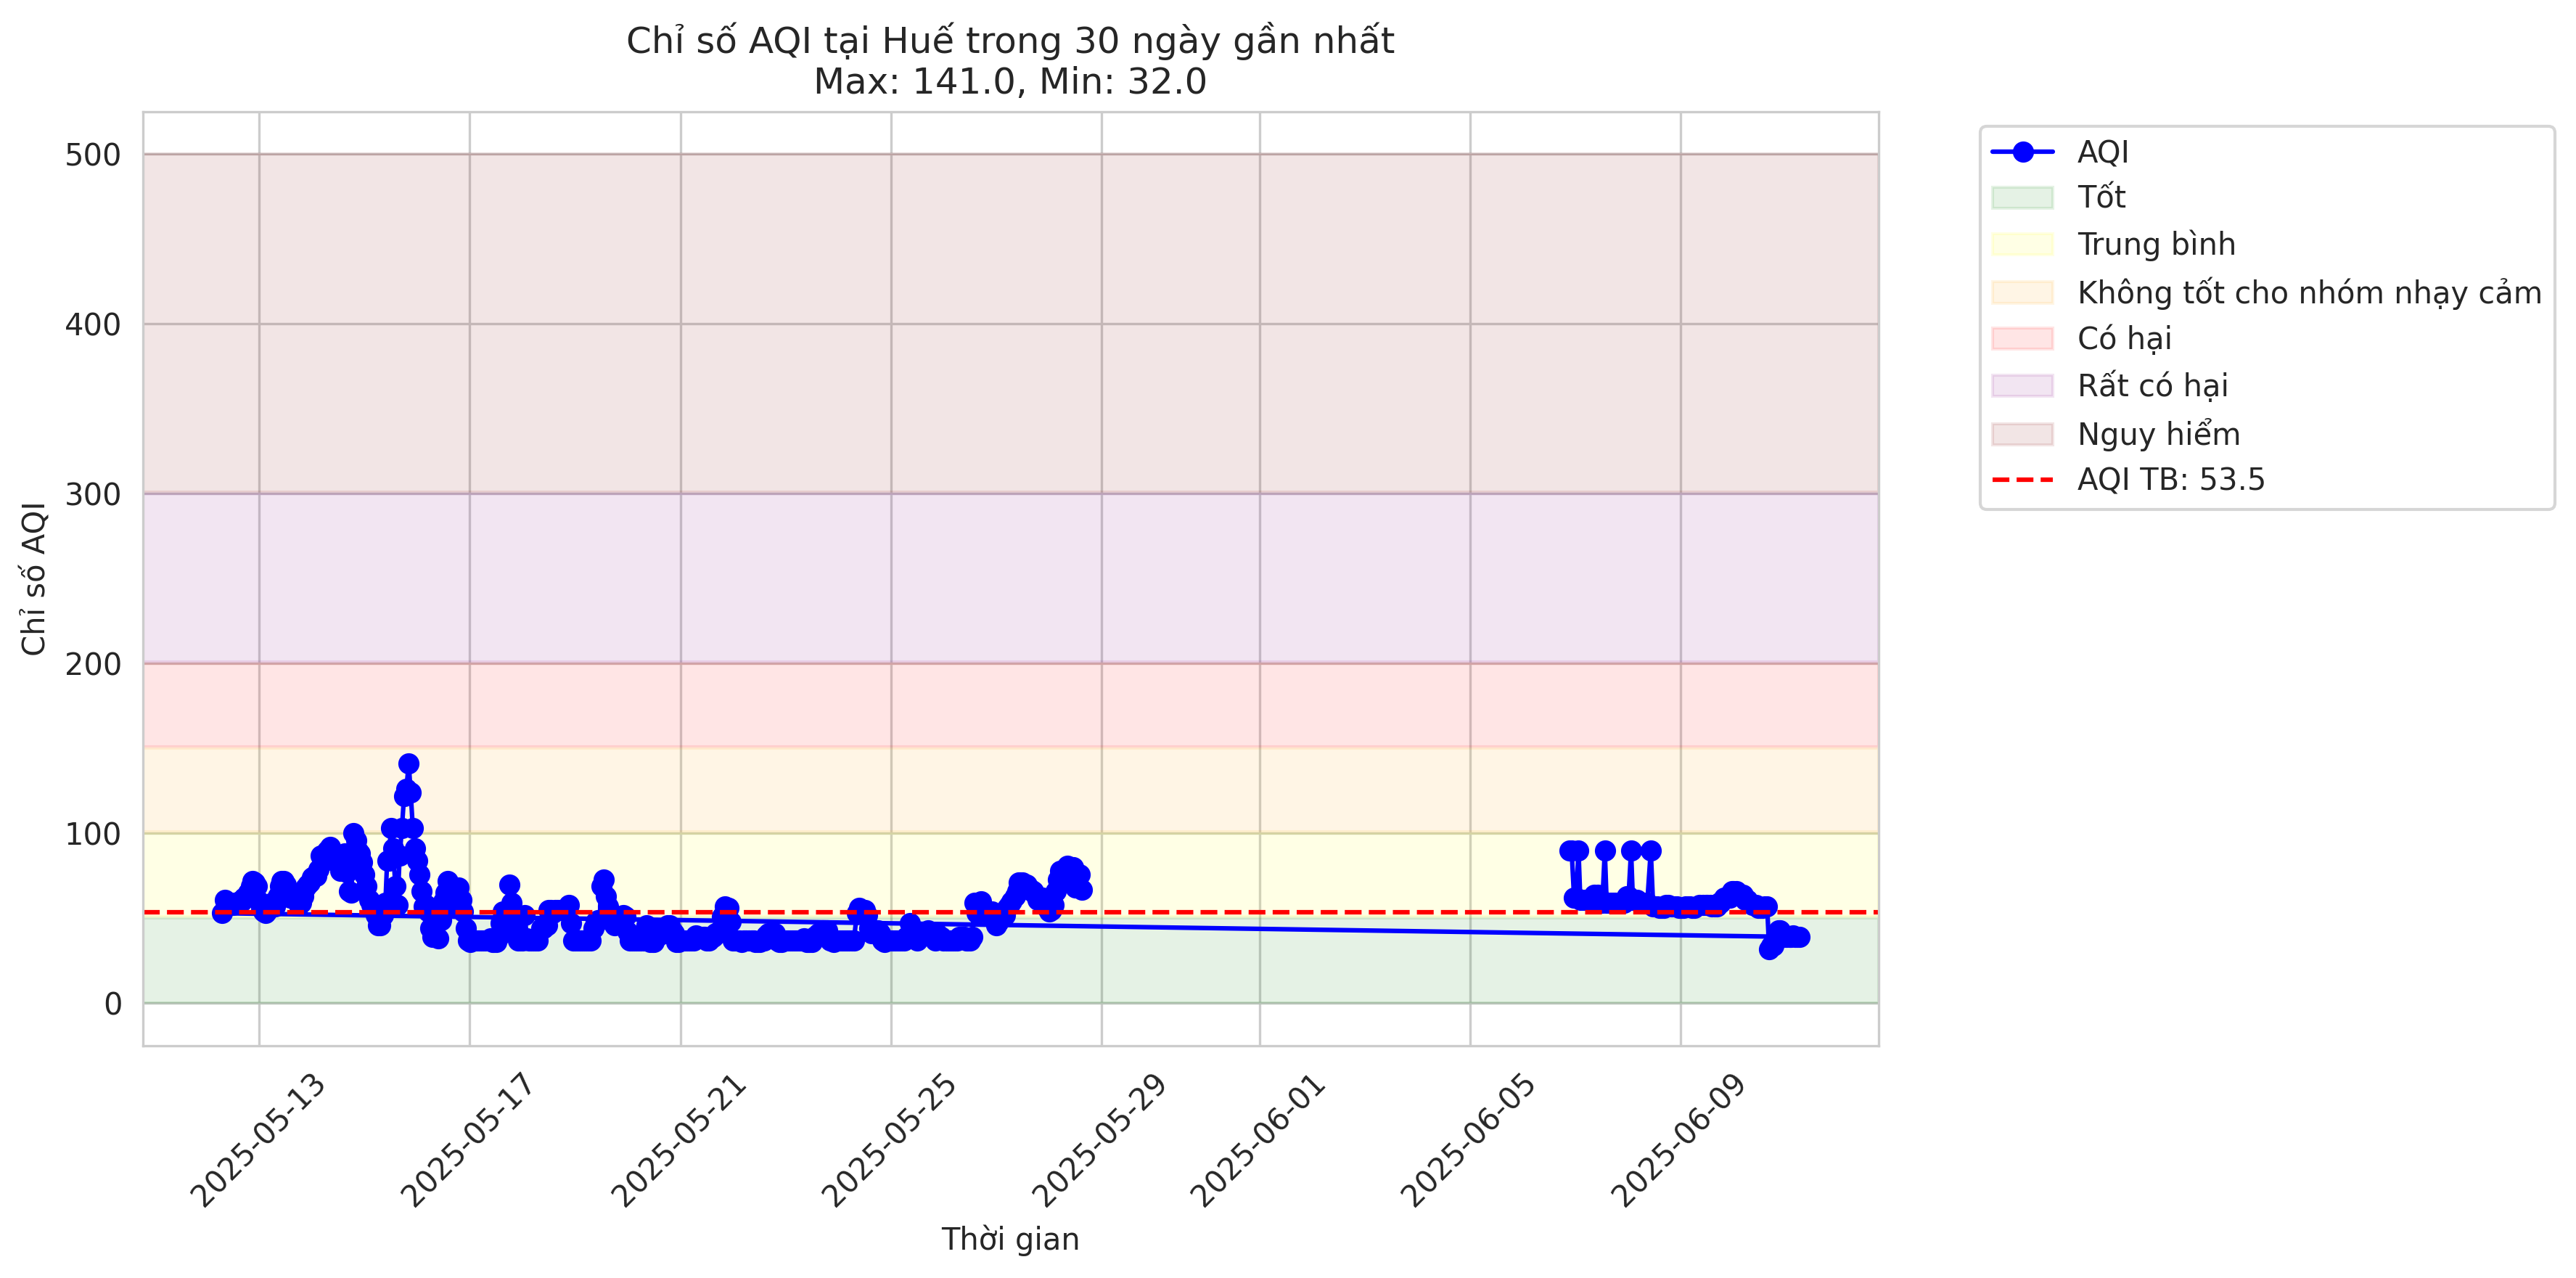 Chỉ số AQI tại Huế trong 30 ngày gần nhất
Max: 141.0, Min: 32.0
Chỉ số AQI
500
400
300
200
100
0
2025-05-13
2025-05-17
2025-05-21
2025-05-25
2025-05-29
2025-06-01
2025-06-05
2025-06-09
Thời gian
AQI
Tốt
Trung bình
Không tốt cho nhóm nhạy cảm
Có hại
Rất có hại
Nguy hiểm
AQI TB: 53.5